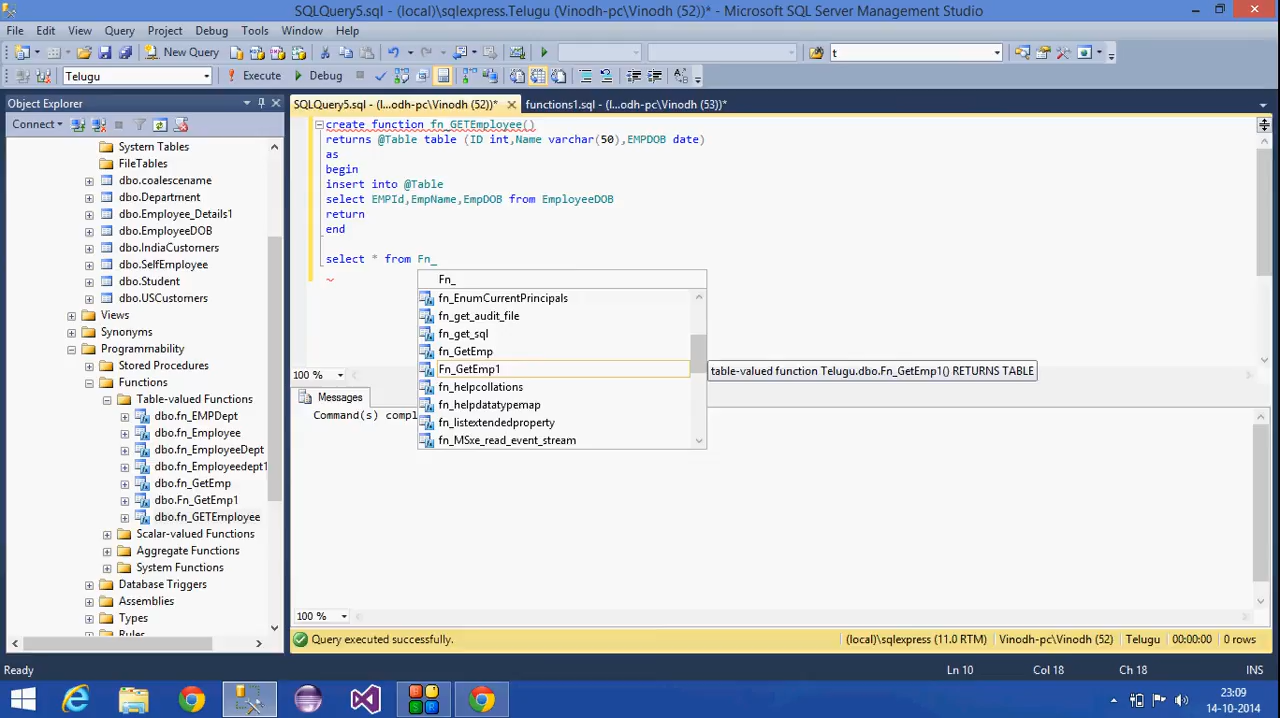 SQLQuery5.sql - (local)\sqlexpress.Telugu (Vinodh-pc\Vinodh (52))* - Microsoft SQL Server Management Studio
File Edit View Query Project Debug Tools Window Help
New Query t
Telugu Execute Debug
Object Explorer
Connect
System Tables
FileTables
dbo.coalescename
dbo.Department
dbo.Employee_Details1
dbo.EmployeeDOB
dbo.IndiaCustomers
dbo.SelfEmployee
dbo.Student
dbo.USCustomers
Views
Synonyms
Programmability
Stored Procedures
Functions
Table-valued Functions
dbo.fn_EMPDept
dbo.fn_Employee
dbo.fn_EmployeeDept
dbo.fn_Employeedept1
dbo.fn_GetEmp
dbo.Fn_GetEmp1
dbo.fn_GETEmployee
Scalar-valued Functions
Aggregate Functions
System Functions
Database Triggers
Assemblies
Types
Rules
SQLQuery5.sql - (l...odh-pc\Vinodh (52))* functions1.sql - (l...odh-pc\Vinodh (53))*
create function fn_GETEmployee()
returns @Table table (ID int,Name varchar(50),EMPDOB date)
as
begin
insert into @Table
select EMPId,EmpName,EmpDOB from EmployeeDOB
return
end
select * from Fn_
Fn_
fn_EnumCurrentPrincipals
fn_get_audit_file
fn_get_sql
fn_GetEmp
Fn_GetEmp1
fn_helpcollations
fn_helpdatatypemap
fn_listextendedproperty
fn_MSxe_read_event_stream
table-valued function Telugu.dbo.Fn_GetEmp1() RETURNS TABLE
100 %
Messages
Command(s) compl
100 %
Query executed successfully. (local)\sqlexpress (11.0 RTM) Vinodh-pc\Vinodh (52) Telugu 00:00:00 0 rows
Ready Ln 10 Col 18 Ch 18 INS
23:09
14-10-2014